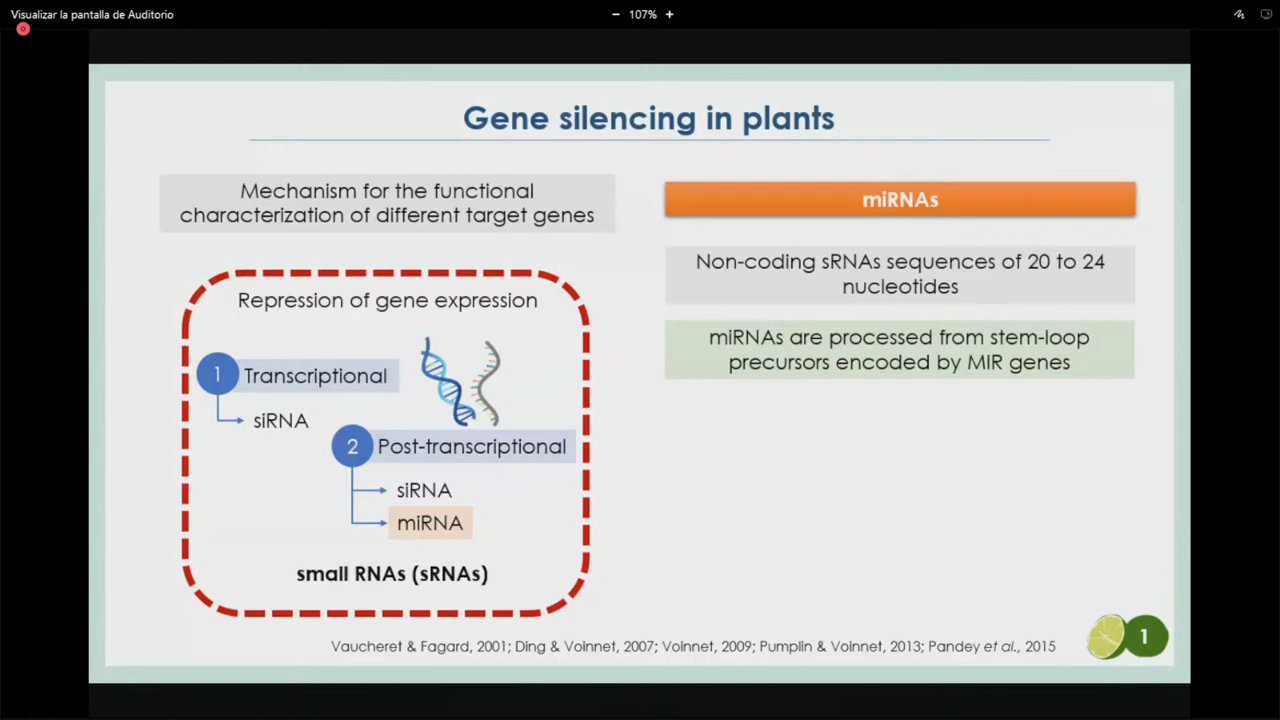 Visualizar la pantalla de Auditorio
− 107% +
Gene silencing in plants
Mechanism for the functional
characterization of different target genes
Repression of gene expression
1 Transcriptional
siRNA
2 Post-transcriptional
siRNA
miRNA
small RNAs (sRNAs)
miRNAs
Non-coding sRNAs sequences of 20 to 24
nucleotides
miRNAs are processed from stem-loop
precursors encoded by MIR genes
Vaucheret & Fagard, 2001; Ding & Voinnet, 2007; Voinnet, 2009; Pumplin & Voinnet, 2013; Pandey et al., 2015
1